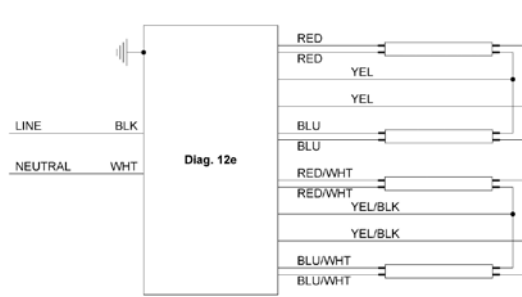 RED
RED
YEL
YEL
LINE BLK
BLU
BLU
Diag. 12e
NEUTRAL WHT
RED/WHT
RED/WHT
YEL/BLK
YEL/BLK
BLU/WHT
BLU/WHT